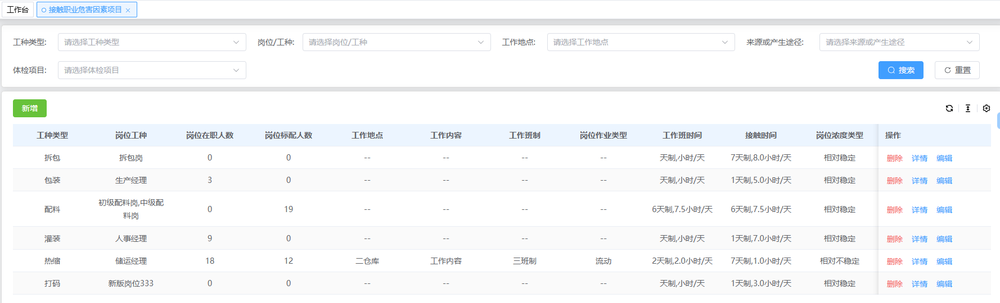 工作台 接触职业危害因素项目
工种类型: 请选择工种类型 岗位/工种: 请选择岗位/工种 工作地点: 请选择工作地点 来源或产生途径: 请选择来源或产生途径
体检项目: 请选择体检项目 搜索 重置
新增
工种类型 岗位工种 岗位在职人数 岗位标配人数 工作地点 工作内容 工作班制 岗位作业类型 工作班时间 接触时间 岗位浓度类型 操作
拆包 拆包岗 0 0 -- -- -- -- 天制,小时/天 7天制,8.0小时/天 相对稳定 删除 详情 编辑
包装 生产经理 3 0 -- -- -- -- 天制,小时/天 1天制,5.0小时/天 相对稳定 删除 详情 编辑
配料 初级配料岗,中级配
料岗 0 19 -- -- -- -- 6天制,7.5小时/天 6天制,7.5小时/天 相对稳定 删除 详情 编辑
灌装 人事经理 9 0 -- -- -- -- 天制,小时/天 1天制,7.0小时/天 相对稳定 删除 详情 编辑
热缩 储运经理 18 12 二仓库 工作内容 三班制 流动 2天制,2.0小时/天 7天制,1.0小时/天 相对不稳定 删除 详情 编辑
打码 新版岗位333 0 0 -- -- -- -- 天制,小时/天 1天制,3.0小时/天 相对稳定 删除 详情 编辑